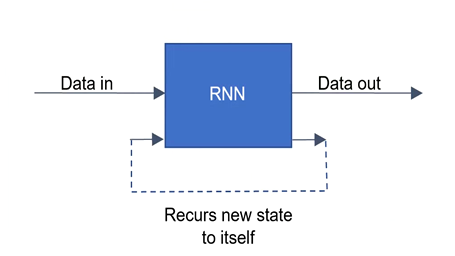 Data in
RNN
Data out
Recurs new state
to itself